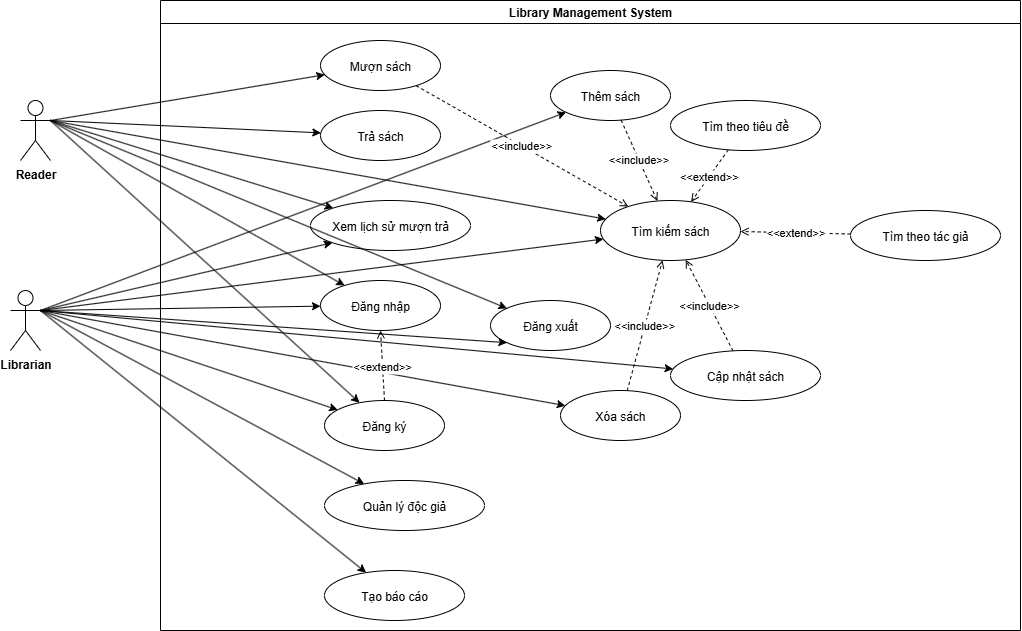 Library Management System
Mượn sách
Thêm sách
Tìm theo tiêu đề
Trả sách
<<include>>
<<include>>
<<extend>>
Reader
Xem lịch sử mượn trả
Tìm kiếm sách
<<extend>>
Tìm theo tác giả
Đăng nhập
<<include>>
<<include>>
Đăng xuất
Librarian
<<extend>>
Cập nhật sách
Xóa sách
Đăng ký
Quản lý độc giả
Tạo báo cáo